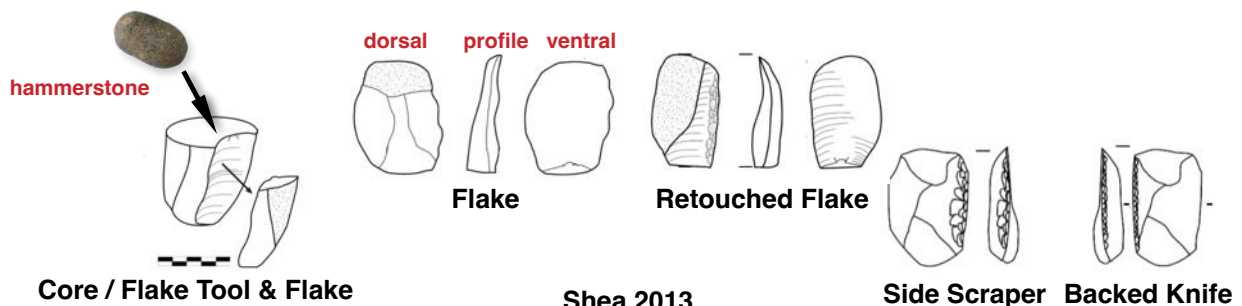 dorsal profile ventral
hammerstone
Flake
Retouched Flake
Core / Flake Tool & Flake
Shea 2013
Side Scraper
Backed Knife